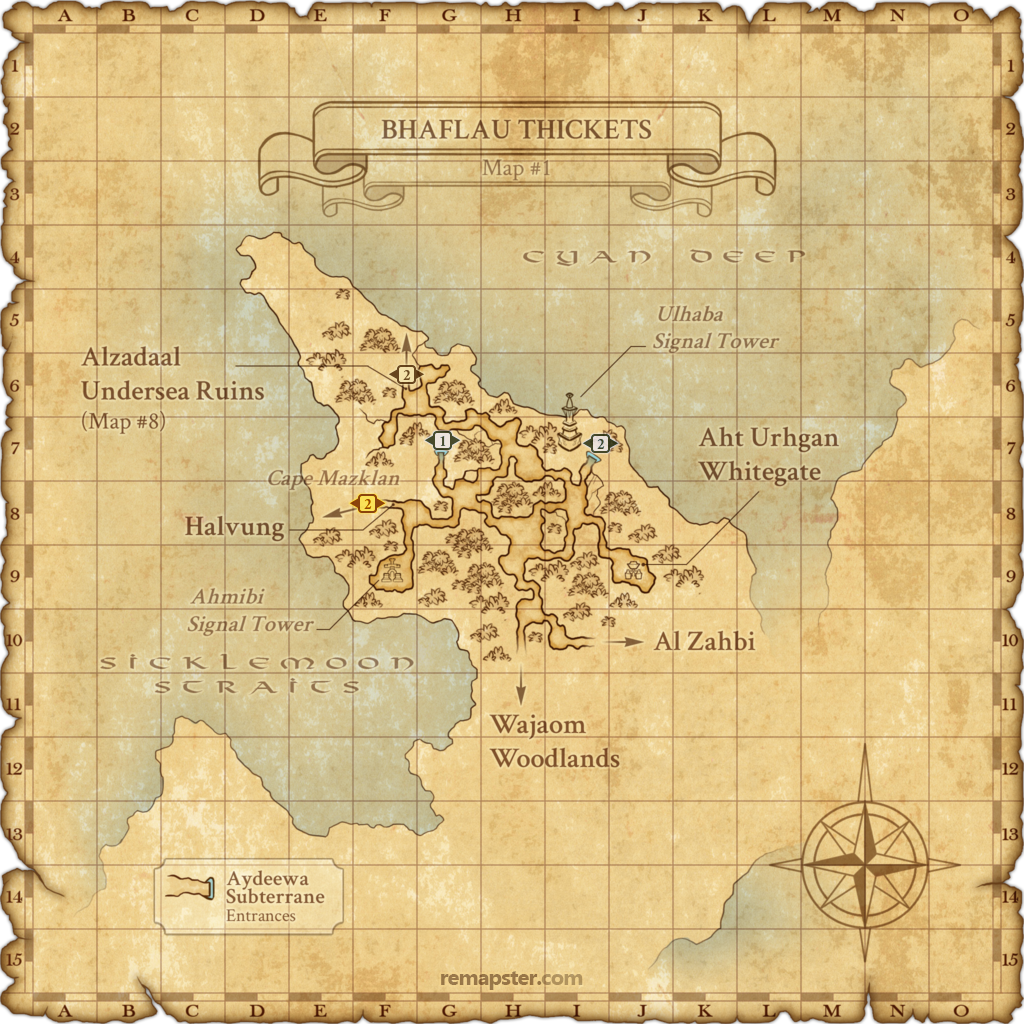 A B C D E F G H I J K L M N O
1 1
2 2
3 3
4 4
5 5
6 6
7 7
8 8
9 9
10 10
11 11
12 12
13 13
14 14
15 15
BHAFLAU THICKETS
Map #1
CYAN DEEP
Ulhaba
Signal Tower
Alzadaal
Undersea Ruins
(Map #8)
2
1
2
Aht Urhgan
Whitegate
Cape Mazklan
2
Halvung
Ahmibi
Signal Tower
Al Zahbi
SICKLEMOON
STRAITS
Wajaom
Woodlands
Aydeewa
Subterrane
Entrances
remapster.com
A B C D E F G H I J K L M N O